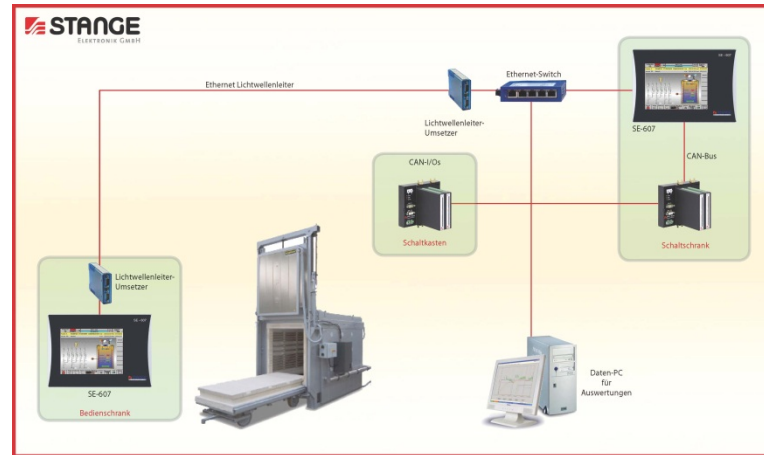 STANGE
ELEKTRONIK GMBH
Ethernet Lichtwellenleiter
Ethernet-Switch
Lichtwellenleiter-
Umsetzer
SE-607
CAN-I/Os
CAN-Bus
Schaltkasten
Schaltschrank
Lichtwellenleiter-
Umsetzer
SE-607
Bedienschrank
Daten-PC
für
Auswertungen